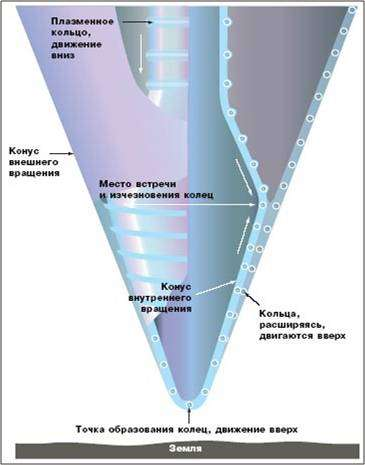 Плазменное
кольцо,
движение
вниз
Конус
внешнего
вращения
Место встречи
и изчезновения колец
Конус
внутреннего
вращения
Кольца,
расширяясь,
двигаются вверх
Точка образования колец, движение вверх
Земля